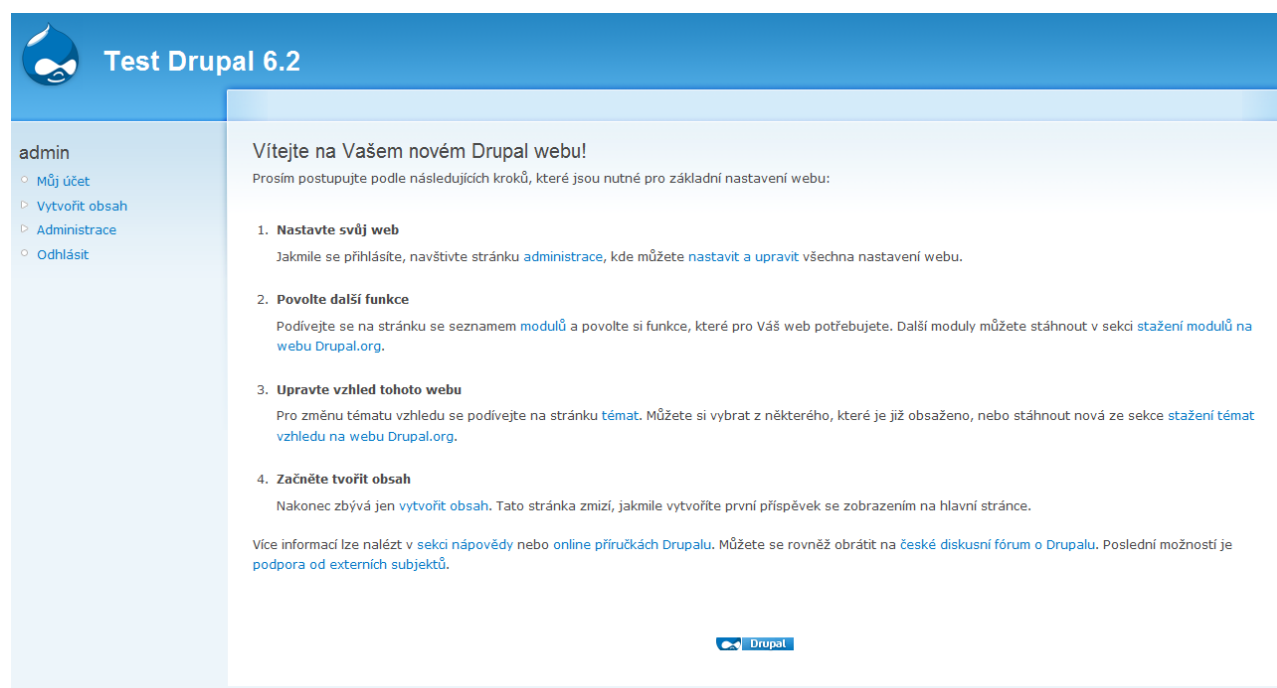 Test Drupal 6.2
admin
Můj účet
Vytvořit obsah
Administrace
Odhlásit
Vítejte na Vašem novém Drupal webu!
Prosím postupujte podle následujících kroků, které jsou nutné pro základní nastavení webu:
1. Nastavte svůj web
Jakmile se přihlásíte, navštivte stránku administrace, kde můžete nastavit a upravit všechna nastavení webu.
2. Povolte další funkce
Podívejte se na stránku se seznamem modulů a povolte si funkce, které pro Váš web potřebujete. Další moduly můžete stáhnout v sekci stažení modulů na
webu Drupal.org.
3. Upravte vzhled tohoto webu
Pro změnu tématu vzhledu se podívejte na stránku témat. Můžete si vybrat z některého, které je již obsaženo, nebo stáhnout nová ze sekce stažení témat
vzhledu na webu Drupal.org.
4. Začněte tvořit obsah
Nakonec zbývá jen vytvořit obsah. Tato stránka zmizí, jakmile vytvoříte první příspěvek se zobrazením na hlavní stránce.
Více informací lze nalézt v sekci nápovědy nebo online příručkách Drupalu. Můžete se rovněž obrátit na české diskusní fórum o Drupalu. Poslední možností je
podpora od externích subjektů.
Drupal